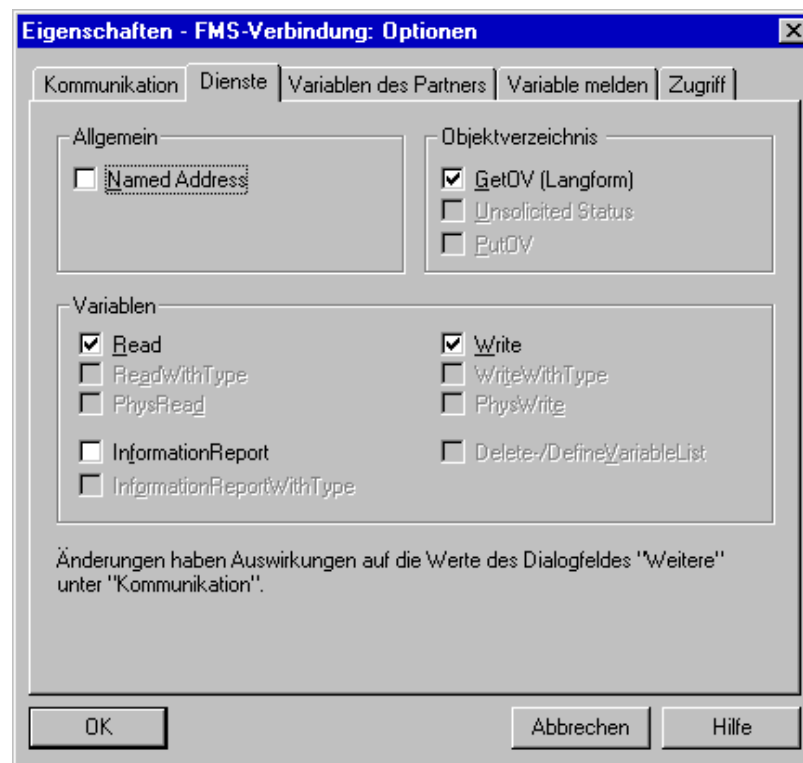 Eigenschaften - FMS-Verbindung: Optionen
Kommunikation Dienste Variablen des Partners Variable melden Zugriff
Allgemein
Named Address
Objektverzeichnis
GetOV (Langform)
Unsolicited Status
PutOV
Variablen
Read
ReadWithType
PhysRead
InformationReport
InformationReportWithType
Write
WriteWithType
PhysWrite
Delete-/DefineVariableList
Änderungen haben Auswirkungen auf die Werte des Dialogfeldes "Weitere"
unter "Kommunikation".
OK Abbrechen Hilfe